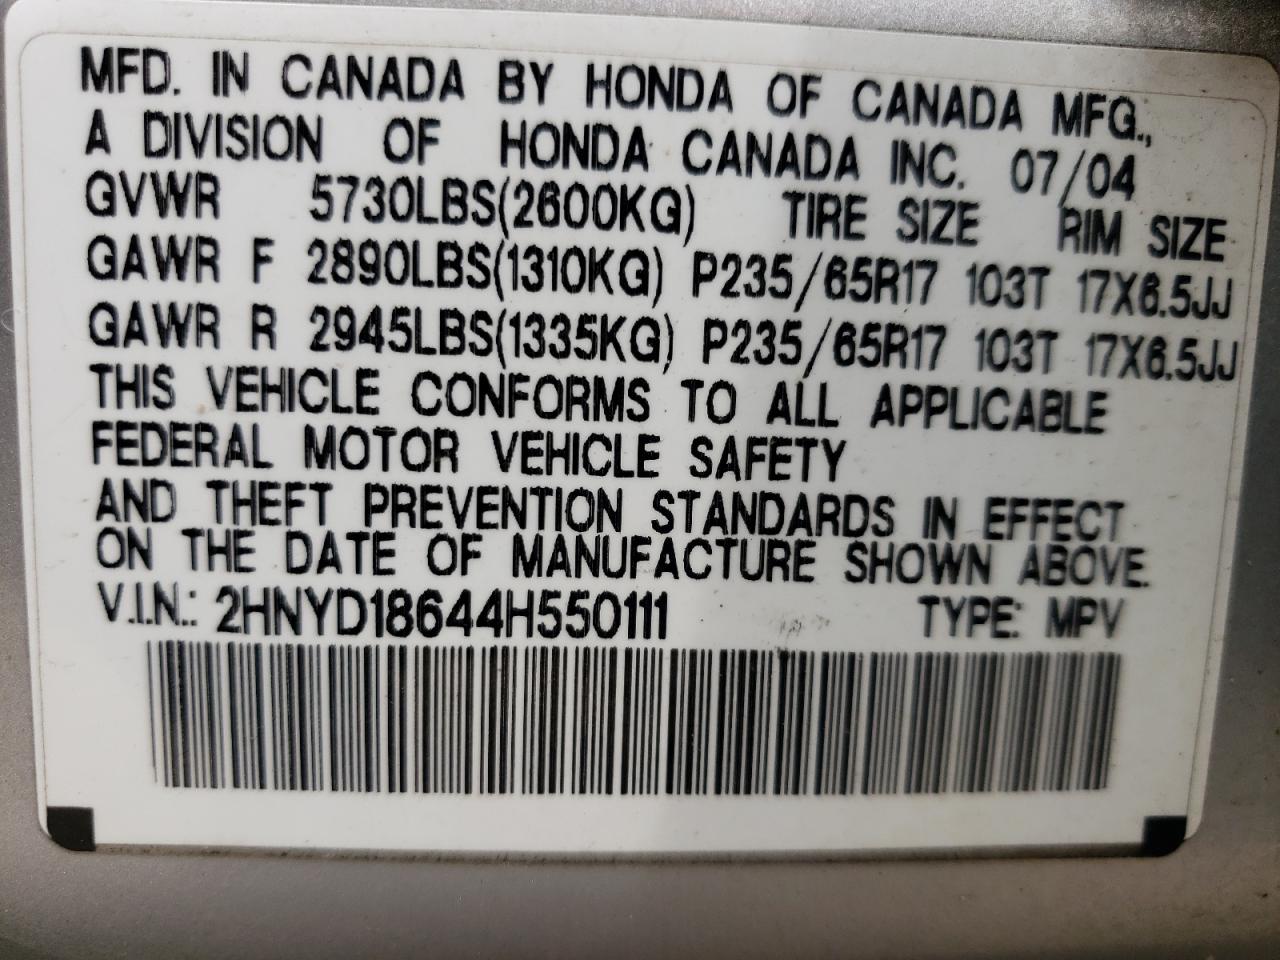 MFD. IN CANADA BY HONDA OF CANADA MFG.,
A DIVISION OF HONDA CANADA INC. 07/04
GVWR 5730LBS(2600KG) TIRE SIZE RIM SIZE
GAWR F 2890LBS(1310KG) P235/65R17 103T 17X6.5JJ
GAWR R 2945LBS(1335KG) P235/65R17 103T 17X6.5JJ
THIS VEHICLE CONFORMS TO ALL APPLICABLE
FEDERAL MOTOR VEHICLE SAFETY
AND THEFT PREVENTION STANDARDS IN EFFECT
ON THE DATE OF MANUFACTURE SHOWN ABOVE.
V.I.N.: 2HNYD18644H550111 TYPE: MPV